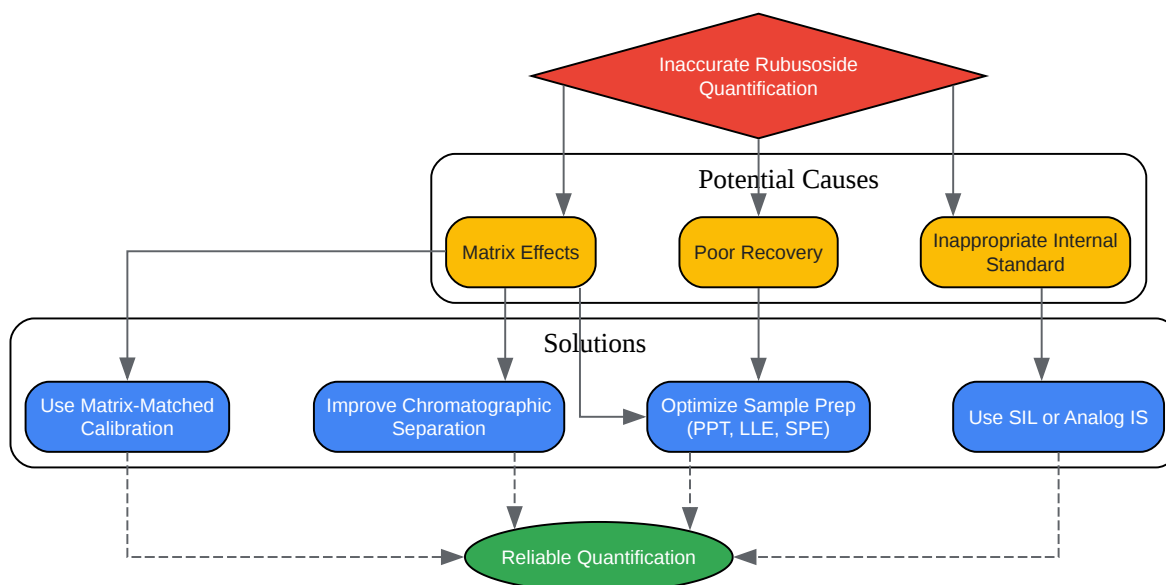 Inaccurate Rubusoside
Quantification
Potential Causes
Matrix Effects
Poor Recovery
Inappropriate Internal
Standard
Solutions
Use Matrix-Matched
Calibration
Improve Chromatographic
Separation
Optimize Sample Prep
(PPT, LLE, SPE)
Use SIL or Analog IS
Reliable Quantification